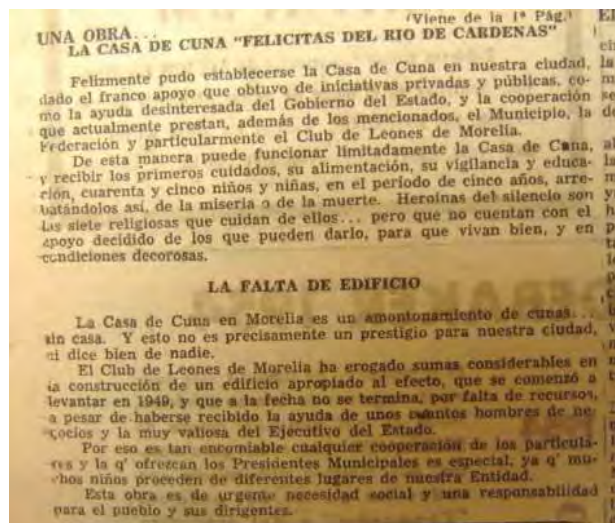 (Viene de la 1ª Pág.)
UNA OBRA...
LA CASA DE CUNA "FELICITAS DEL RIO DE CARDENAS"
Felizmente pudo establecerse la Casa de Cuna en nuestra ciudad,
dado el franco apoyo que obtuvo de iniciativas privadas y públicas, co-
mo la ayuda desinteresada del Gobierno del Estado, y la cooperación
que actualmente prestan, además de los mencionados, el Municipio, la
Federación y particularmente el Club de Leones de Morelia.
De esta manera puede funcionar limitadamente la Casa de Cuna,
y recibir los primeros cuidados, su alimentación, su vigilancia y educa-
ción, cuarenta y cinco niños y niñas, en el período de cinco años, arre-
batándolos así, de la miseria o de la muerte. Heroínas del silencio son
las siete religiosas que cuidan de ellos... pero que no cuentan con el
apoyo decidido de los que pueden darlo, para que vivan bien, y en
condiciones decorosas.
LA FALTA DE EDIFICIO
La Casa de Cuna en Morelia es un amontonamiento de cunas...
sin casa. Y esto no es precisamente un prestigio para nuestra ciudad,
ni dice bien de nadie.
El Club de Leones de Morelia ha erogado sumas considerables en
la construcción de un edificio apropiado al efecto, que se comenzó a
levantar en 1949, y que a la fecha no se termina, por falta de recursos,
a pesar de haberse recibido la ayuda de unos cuantos hombres de ne-
gocios y la muy valiosa del Ejecutivo del Estado.
Por eso es tan encomiable cualquier cooperación de los particula-
res y la q' ofrezcan los Presidentes Municipales es especial, ya q' mu-
chos niños proceden de diferentes lugares de nuestra Entidad.
Esta obra es de urgente necesidad social y una responsabilidad
para el pueblo y sus dirigentes.